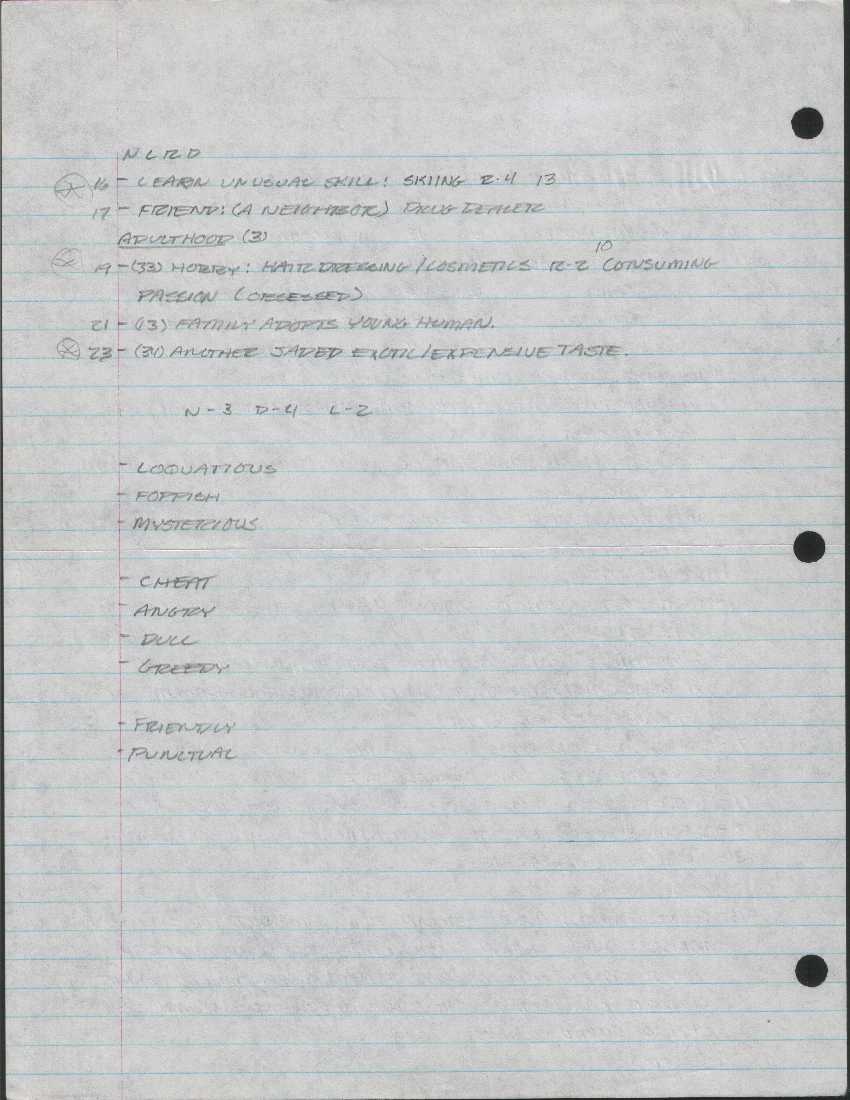 N L R D
16 - LEARN UNUSUAL SKILL: SKIING R-4 13
17 - FRIEND: (A NEIGHBOR) DRUG DEALER
ADULTHOOD (3)
19 - (33) HOBBY: HAIRDRESSING/COSMETICS R-2 10 CONSUMING
PASSION (OBSESSED)
21 - (13) FAMILY ADOPTS YOUNG HUMAN.
23 - (31) ANOTHER JADED EXOTIC/EXPENSIVE TASTE.
N-3 D-4 L-2
- LOQUATIOUS
- FOPPISH
- MYSTERIOUS
- CHEAT
- ANGRY
- DULL
- GREEDY
- FRIENDLY
- PUNCTUAL